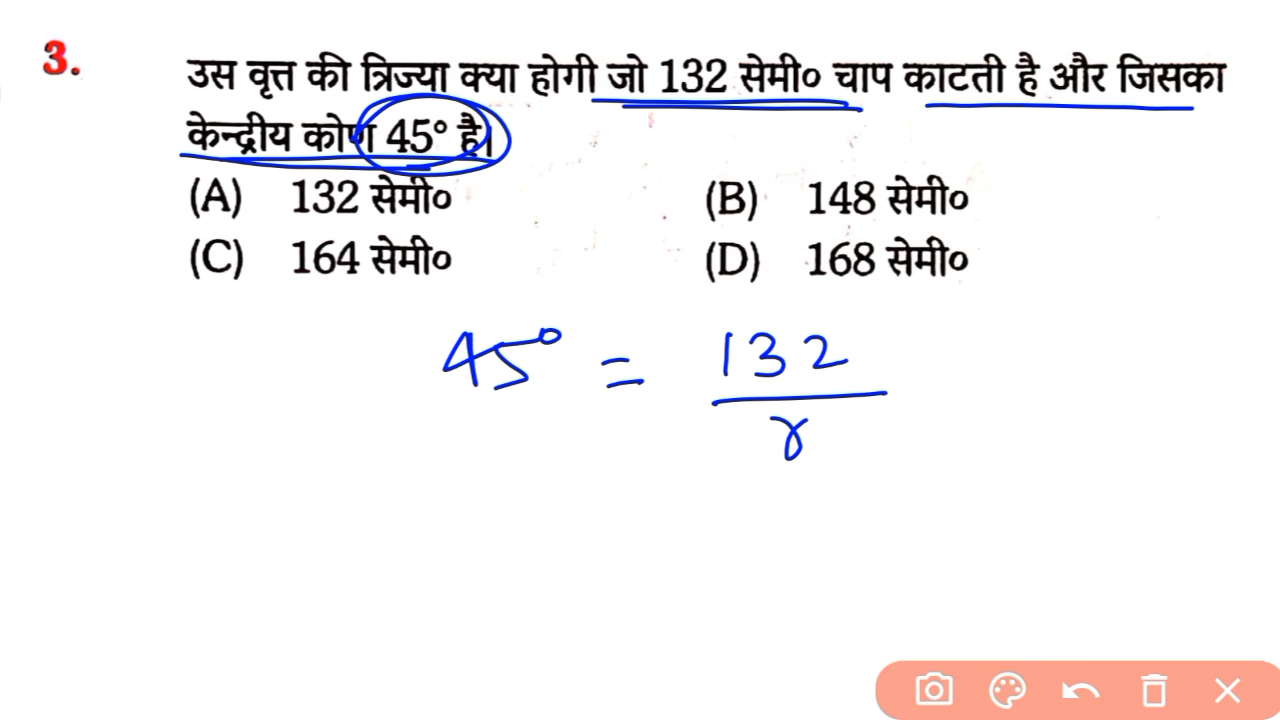 3. उस वृत्त की त्रिज्या क्या होगी जो 132 सेमी० चाप काटती है और जिसका
केन्द्रीय कोण 45° है।
(A) 132 सेमी० (B) 148 सेमी०
(C) 164 सेमी० (D) 168 सेमी०
45° = 132
r